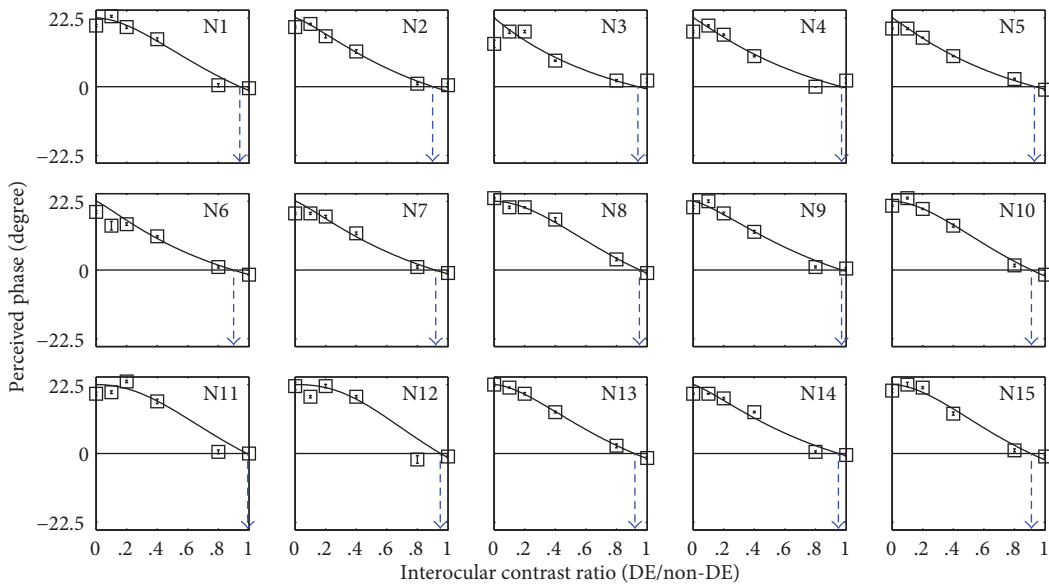 22.5 N1 N2 N3 N4 N5
0
−22.5
22.5 N6 N7 N8 N9 N10
0
−22.5
22.5 N11 N12 N13 N14 N15
0
−22.5
0 .2 .4 .6 .8 1 0 .2 .4 .6 .8 1 0 .2 .4 .6 .8 1 0 .2 .4 .6 .8 1 0 .2 .4 .6 .8 1
Interocular contrast ratio (DE/non-DE)
Perceived phase (degree)